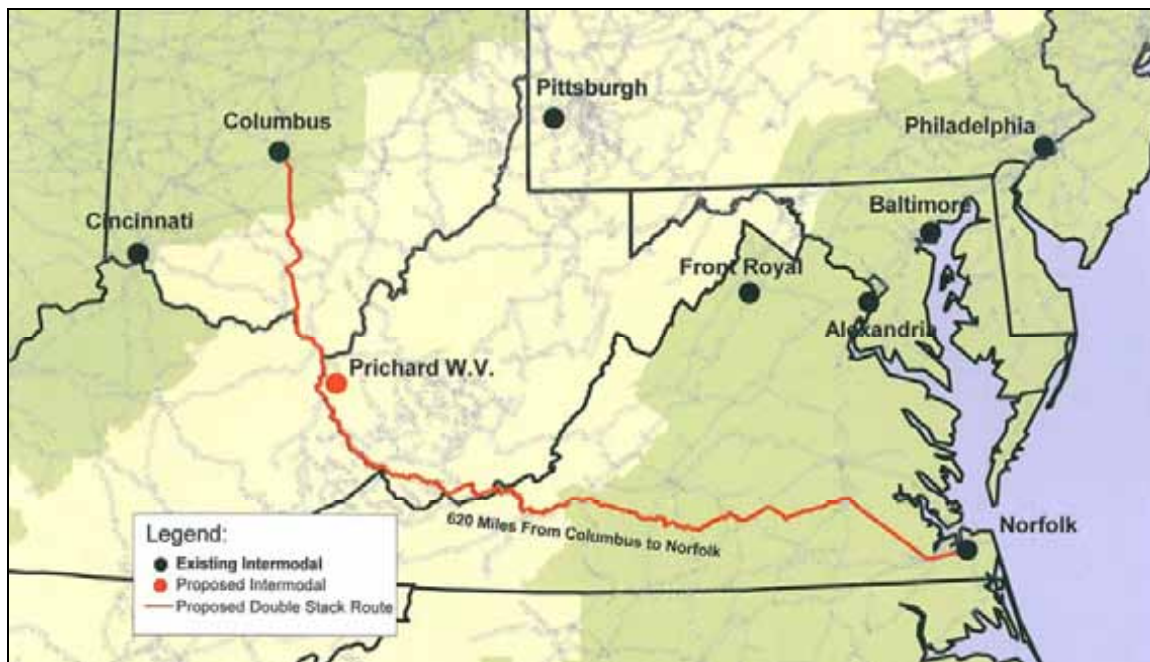 Pittsburgh
Columbus
Philadelphia
Cincinnati
Baltimore
Front Royal
Alexandria
Prichard W.V.
620 Miles From Columbus to Norfolk
Norfolk
Legend:
Existing Intermodal
Proposed Intermodal
Proposed Double Stack Route